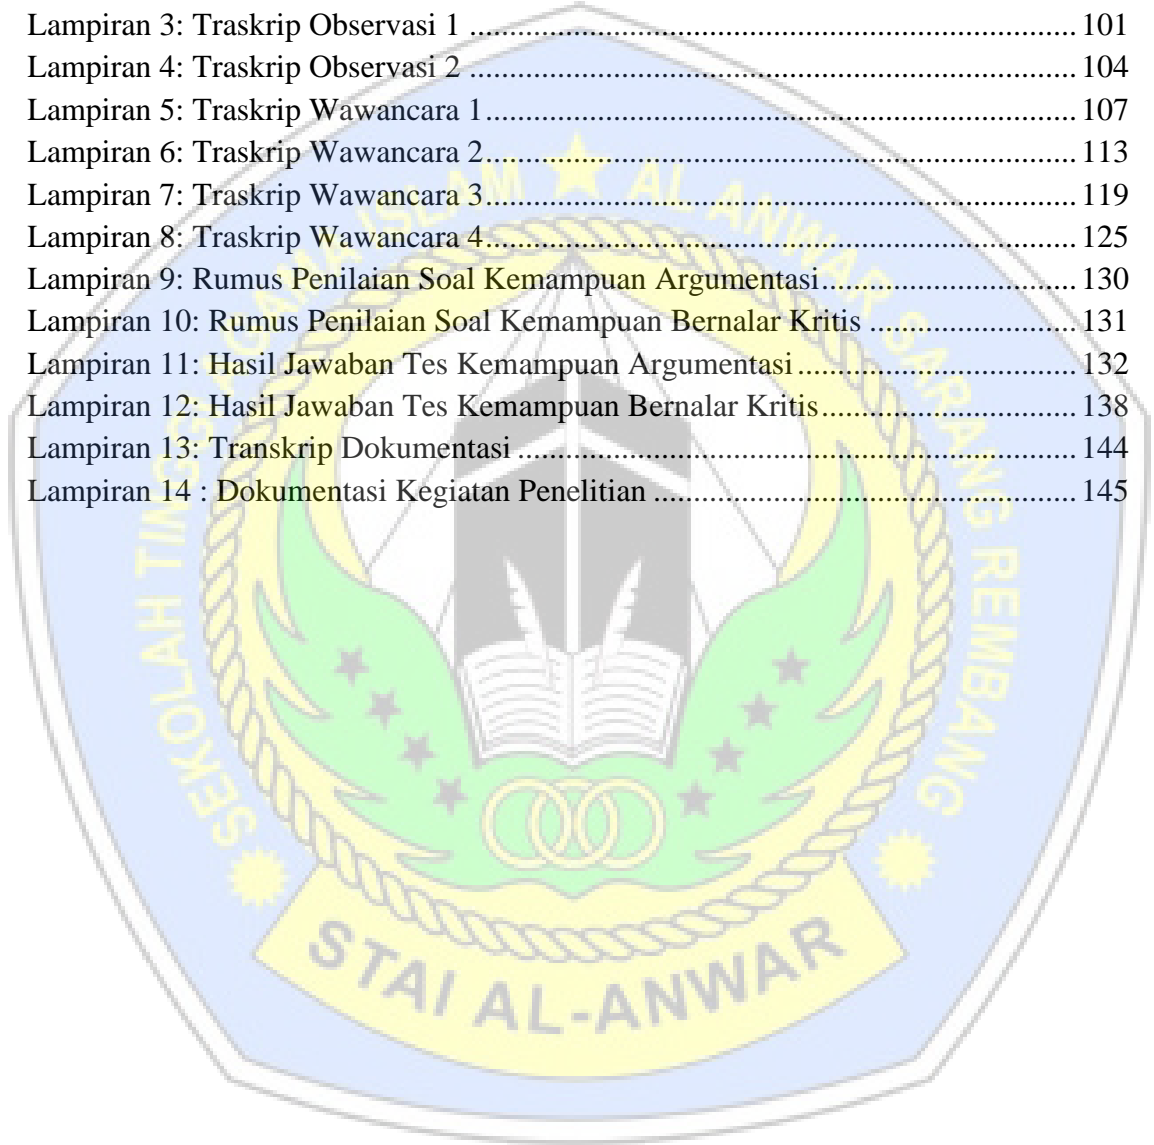 Lampiran 3: Traskrip Observasi 1 ............................................................................ 101
Lampiran 4: Traskrip Observasi 2 ............................................................................ 104
Lampiran 5: Traskrip Wawancara 1.......................................................................... 107
Lampiran 6: Traskrip Wawancara 2.......................................................................... 113
Lampiran 7: Traskrip Wawancara 3.......................................................................... 119
Lampiran 8: Traskrip Wawancara 4.......................................................................... 125
Lampiran 9: Rumus Penilaian Soal Kemampuan Argumentasi................................ 130
Lampiran 10: Rumus Penilaian Soal Kemampuan Bernalar Kritis .......................... 131
Lampiran 11: Hasil Jawaban Tes Kemampuan Argumentasi ................................... 132
Lampiran 12: Hasil Jawaban Tes Kemampuan Bernalar Kritis................................ 138
Lampiran 13: Transkrip Dokumentasi ...................................................................... 144
Lampiran 14 : Dokumentasi Kegiatan Penelitian ..................................................... 145
SEKOLAH TINGGI AGAMA ISLAM ★ AL ANWAR SARANG REMBANG
STAI AL-ANWAR